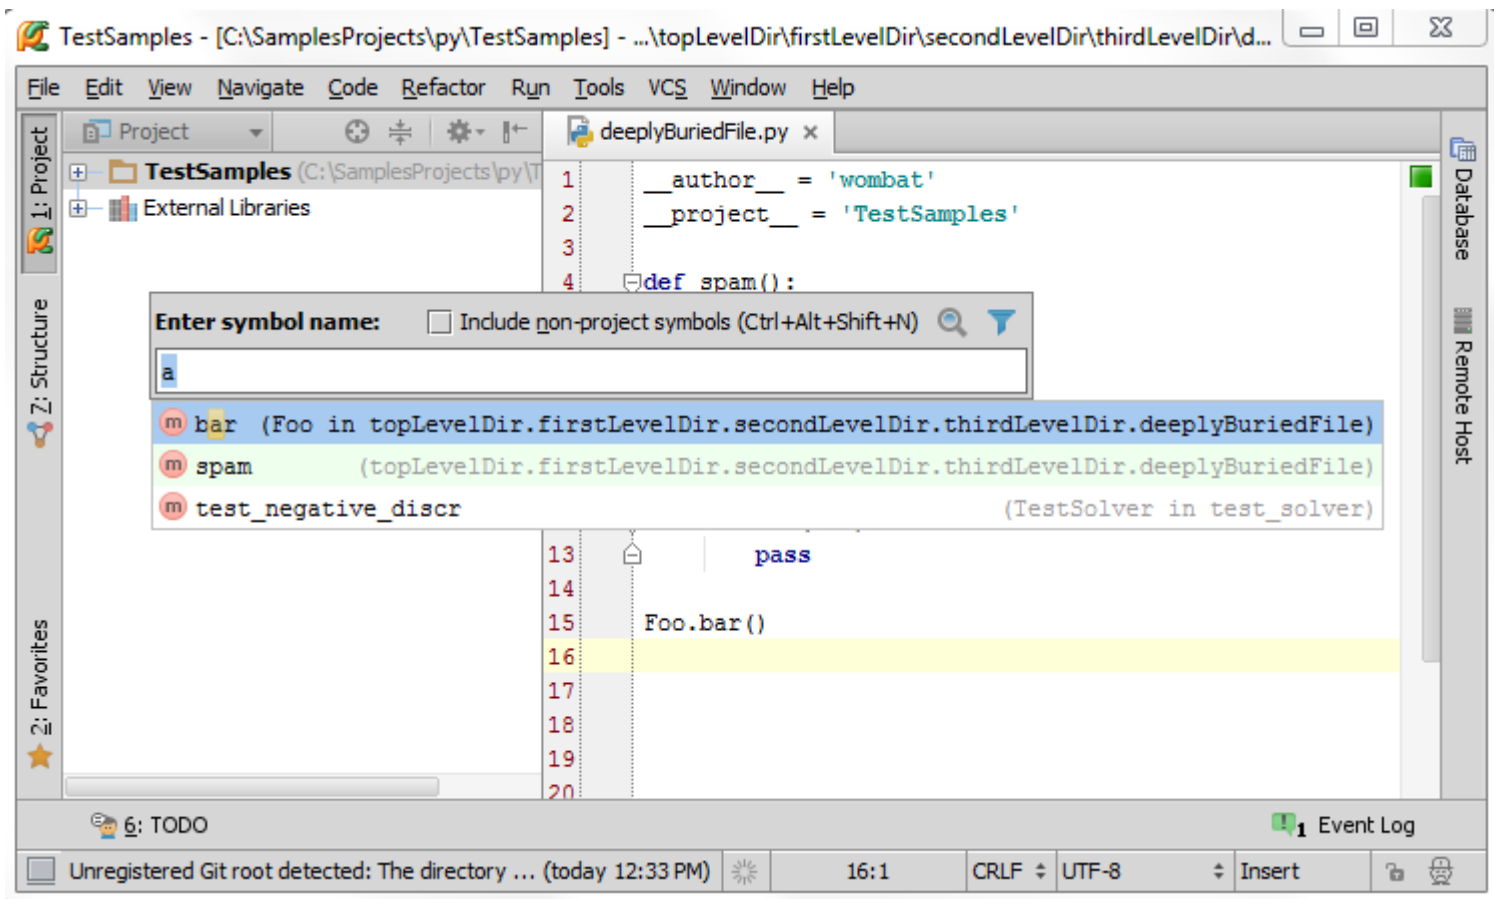 TestSamples - [C:\SamplesProjects\py\TestSamples] - ...\topLevelDir\firstLevelDir\secondLevelDir\thirdLevelDir\d...
File Edit View Navigate Code Refactor Run Tools VCS Window Help
1: Project
7: Structure
2: Favorites
Project
TestSamples (C:\SamplesProjects\py\T
External Libraries
deeplyBuriedFile.py
1 __author__ = 'wombat'
2 __project__ = 'TestSamples'
3
4 def spam():
Enter symbol name: Include non-project symbols (Ctrl+Alt+Shift+N)
a
m bar (Foo in topLevelDir.firstLevelDir.secondLevelDir.thirdLevelDir.deeplyBuriedFile)
m spam (topLevelDir.firstLevelDir.secondLevelDir.thirdLevelDir.deeplyBuriedFile)
m test_negative_discr (TestSolver in test_solver)
13 pass
14
15 Foo.bar()
16
17
18
19
20
Database
Remote Host
6: TODO
1 Event Log
Unregistered Git root detected: The directory ... (today 12:33 PM) 16:1 CRLF UTF-8 Insert